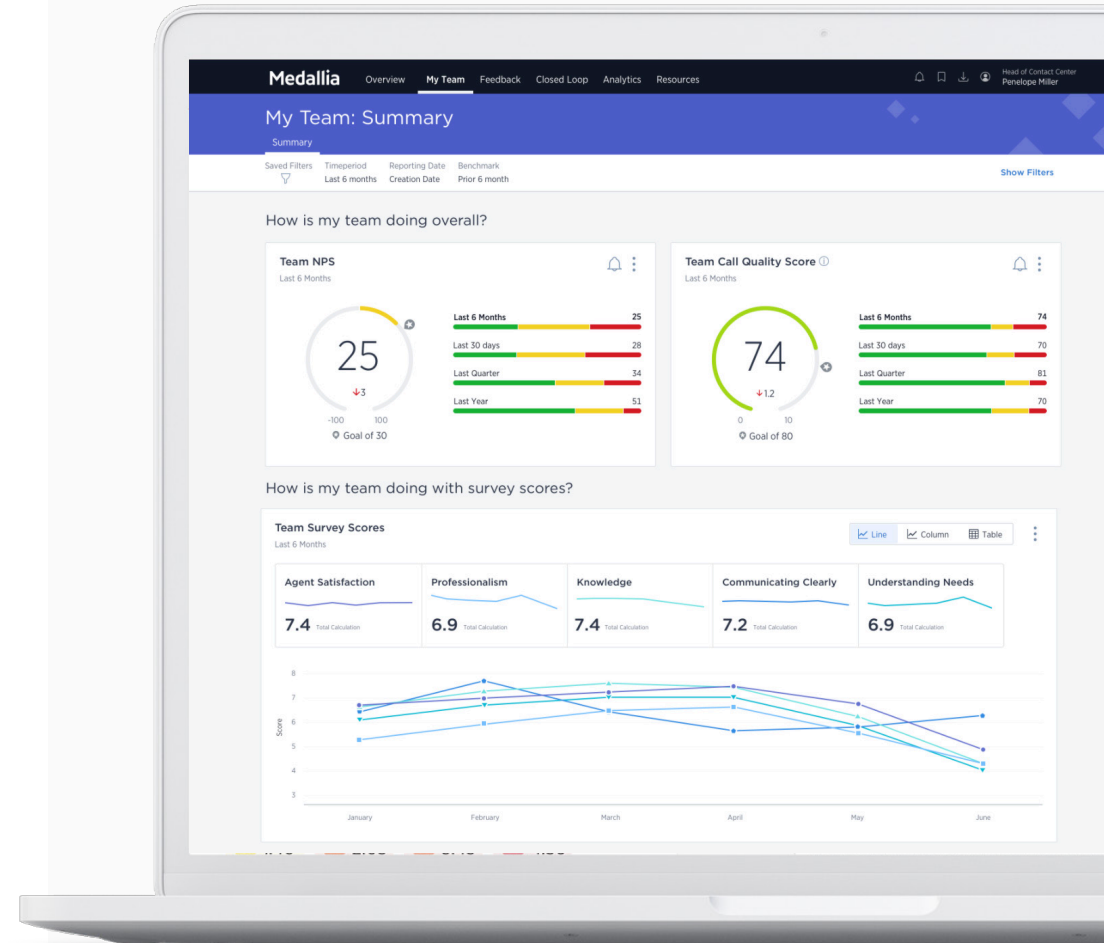 Medallia Overview My Team Feedback Closed Loop Analytics Resources
Head of Contact Center
Penelope Miller
My Team: Summary
Summary
Saved Filters Timeperiod Reporting Date Benchmark
Last 6 months Creation Date Prior 6 month
Show Filters
How is my team doing overall?
Team NPS
Last 6 Months
25
3
-100 100
Goal of 30
Last 6 Months 25
Last 30 days 28
Last Quarter 34
Last Year 51
Team Call Quality Score
Last 6 Months
74
1.2
0 10
Goal of 80
Last 6 Months 74
Last 30 days 70
Last Quarter 81
Last Year 70
How is my team doing with survey scores?
Team Survey Scores
Last 6 Months
Line Column Table
Agent Satisfaction
7.4 Total Calculation
Professionalism
6.9 Total Calculation
Knowledge
7.4 Total Calculation
Communicating Clearly
7.2 Total Calculation
Understanding Needs
6.9 Total Calculation
Score
8
7
6
5
4
3
January February March April May June